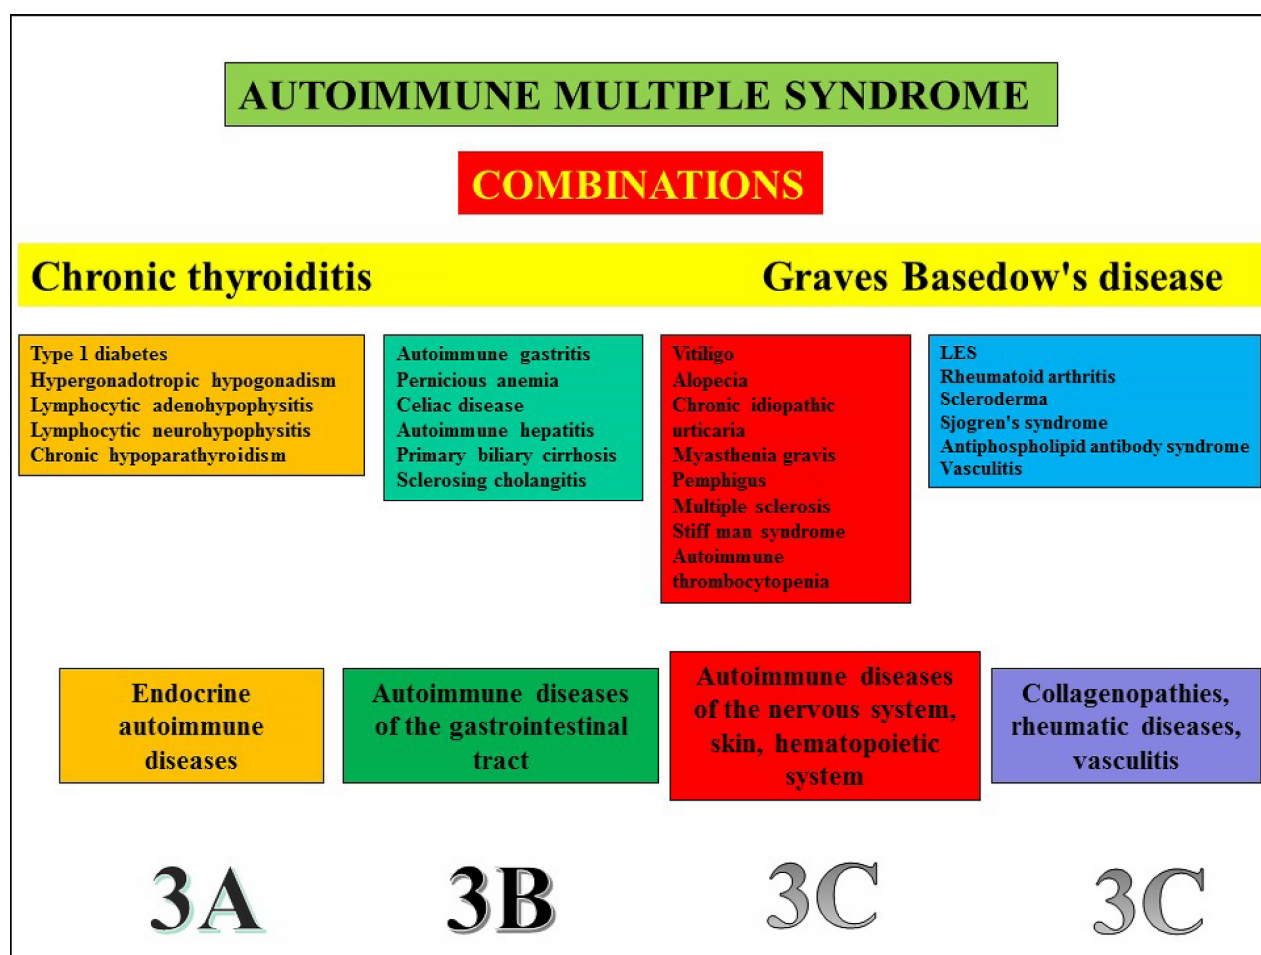 AUTOIMMUNE MULTIPLE SYNDROME
COMBINATIONS
Chronic thyroiditis
Graves Basedow's disease
Type 1 diabetes
Hypergonadotropic hypogonadism
Lymphocytic adenohypophysitis
Lymphocytic neurohypophysitis
Chronic hypoparathyroidism
Autoimmune gastritis
Pernicious anemia
Celiac disease
Autoimmune hepatitis
Primary biliary cirrhosis
Sclerosing cholangitis
Vitiligo
Alopecia
Chronic idiopathic
urticaria
Myasthenia gravis
Pemphigus
Multiple sclerosis
Stiff man syndrome
Autoimmune
thrombocytopenia
LES
Rheumatoid arthritis
Scleroderma
Sjogren's syndrome
Antiphospholipid antibody syndrome
Vasculitis
Endocrine
autoimmune
diseases
Autoimmune diseases
of the gastrointestinal
tract
Autoimmune diseases
of the nervous system,
skin, hematopoietic
system
Collagenopathies,
rheumatic diseases,
vasculitis
3A
3B
3C
3C